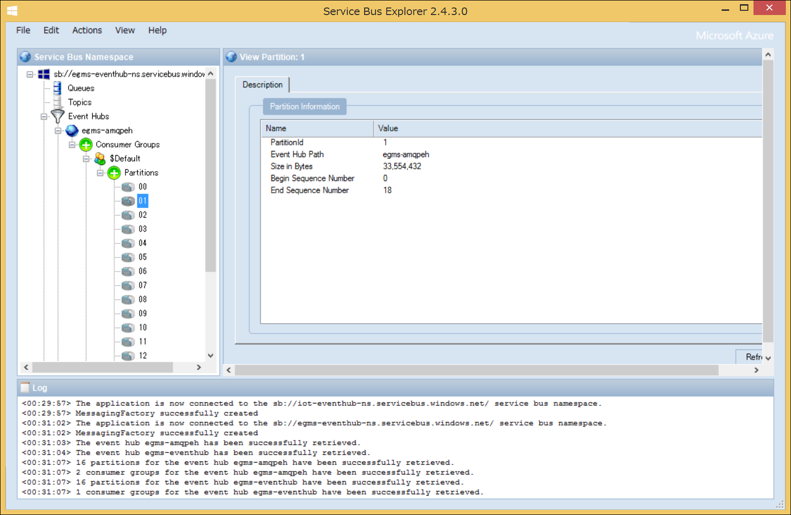 Service Bus Explorer 2.4.3.0
File Edit Actions View Help
Microsoft Azure
Service Bus Namespace
sb://egms-eventhub-ns.servicebus.window
Queues
Topics
Event Hubs
egms-amqpeh
Consumer Groups
$Default
Partitions
00
01
02
03
04
05
06
07
08
09
10
11
12
View Partition: 1
Description
Partition Information
Name Value
PartitionId 1
Event Hub Path egms-amqpeh
Size in Bytes 33,554,432
Begin Sequence Number 0
End Sequence Number 18
Refre
Log
<00:29:57> The application is now connected to the sb://iot-eventhub-ns.servicebus.windows.net/ service bus namespace.
<00:29:57> MessagingFactory successfully created
<00:31:02> The application is now connected to the sb://egms-eventhub-ns.servicebus.windows.net/ service bus namespace.
<00:31:02> MessagingFactory successfully created
<00:31:03> The event hub egms-amqpeh has been successfully retrieved.
<00:31:04> The event hub egms-eventhub has been successfully retrieved.
<00:31:07> 16 partitions for the event hub egms-amqpeh have been successfully retrieved.
<00:31:07> 2 consumer groups for the event hub egms-amqpeh have been successfully retrieved.
<00:31:07> 16 partitions for the event hub egms-eventhub have been successfully retrieved.
<00:31:07> 1 consumer groups for the event hub egms-eventhub have been successfully retrieved.